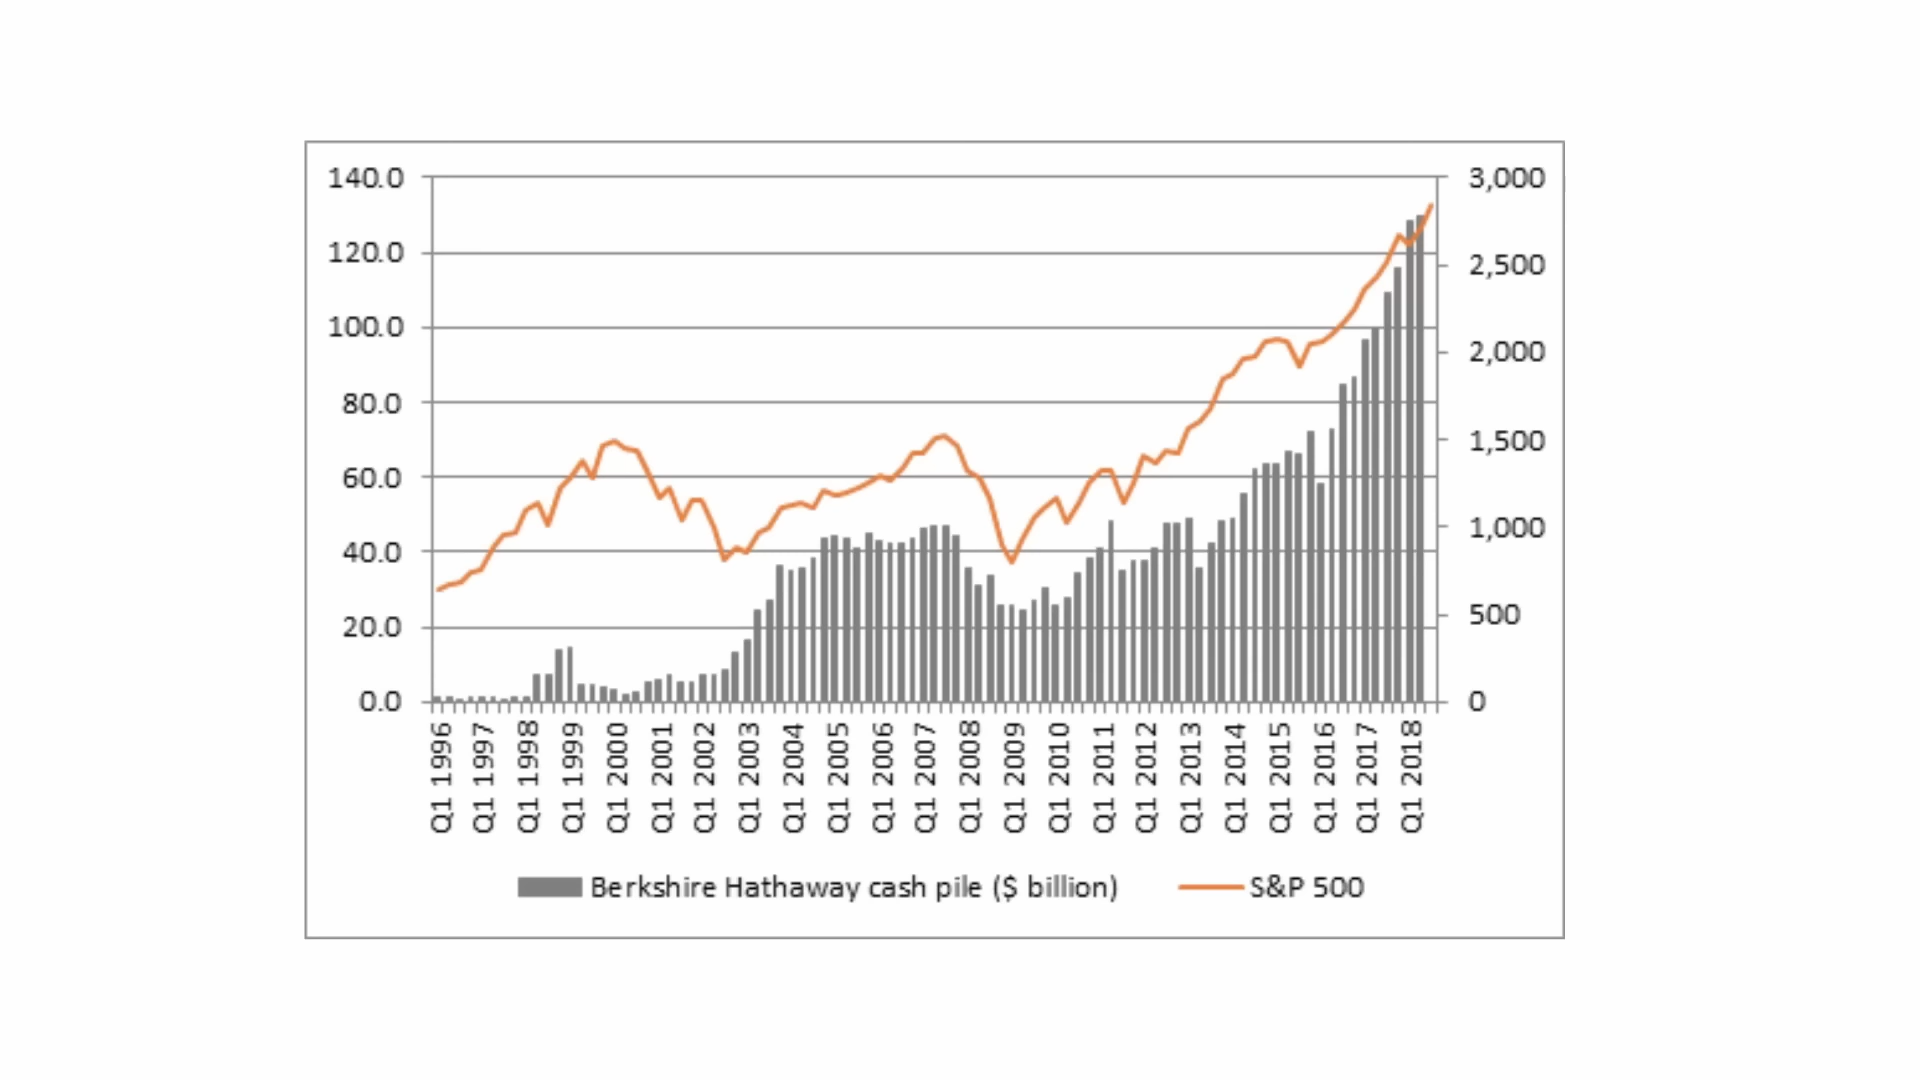 140.0
120.0
100.0
80.0
60.0
40.0
20.0
0.0
3,000
2,500
2,000
1,500
1,000
500
0
Q1 1996
Q1 1997
Q1 1998
Q1 1999
Q1 2000
Q1 2001
Q1 2002
Q1 2003
Q1 2004
Q1 2005
Q1 2006
Q1 2007
Q1 2008
Q1 2009
Q1 2010
Q1 2011
Q1 2012
Q1 2013
Q1 2014
Q1 2015
Q1 2016
Q1 2017
Q1 2018
Berkshire Hathaway cash pile ($ billion)
S&P 500